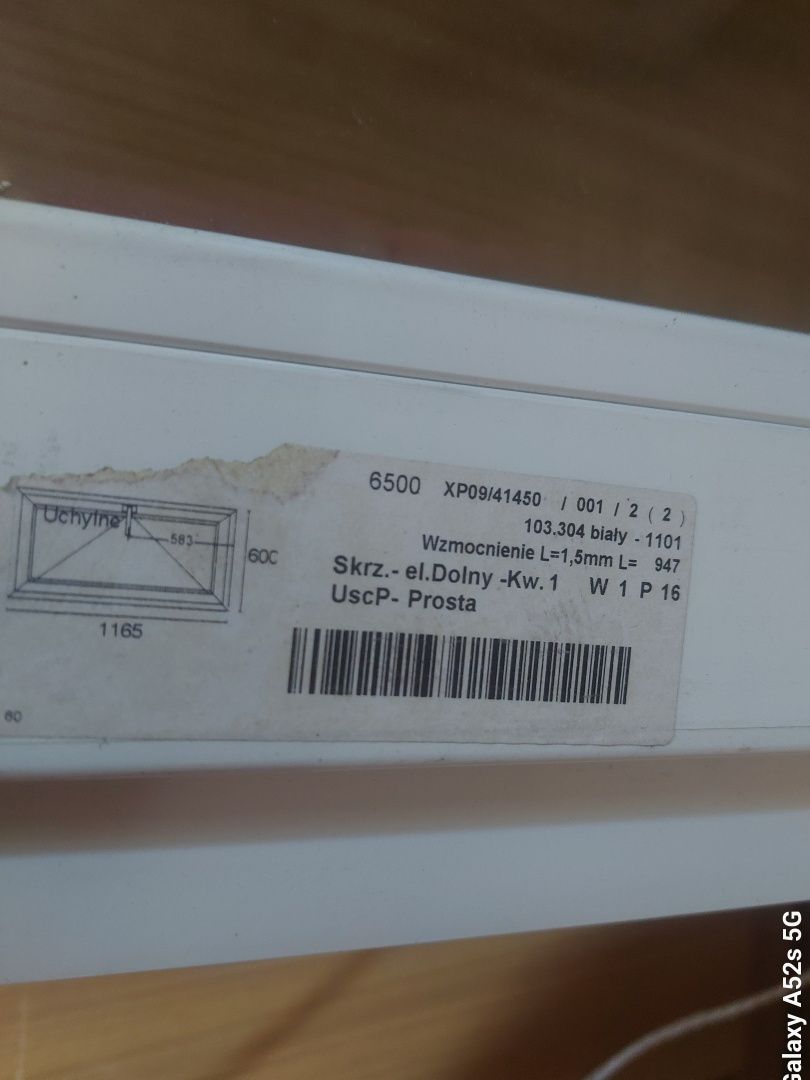 6500 XP09/41450 / 001 / 2 ( 2 )
103.304 biały - 1101
Wzmocnienie L=1,5mm L= 947
Skrz.- el.Dolny -Kw. 1 W 1 P 16
UscP- Prosta
Uchylne
583
600
1165
60
Galaxy A52s 5G